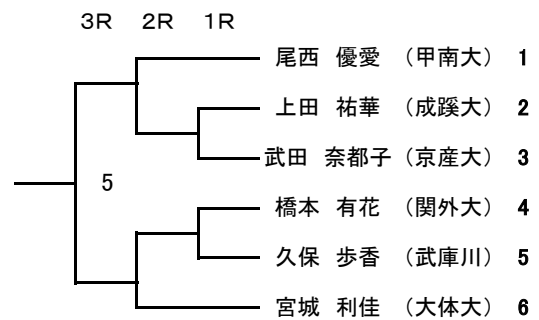 3R 2R 1R
尾西 優愛 （甲南大） 1
上田 祐華 （成蹊大） 2
武田 奈都子 （京産大） 3
5
橋本 有花 （関外大） 4
久保 歩香 （武庫川） 5
宮城 利佳 （大体大） 6